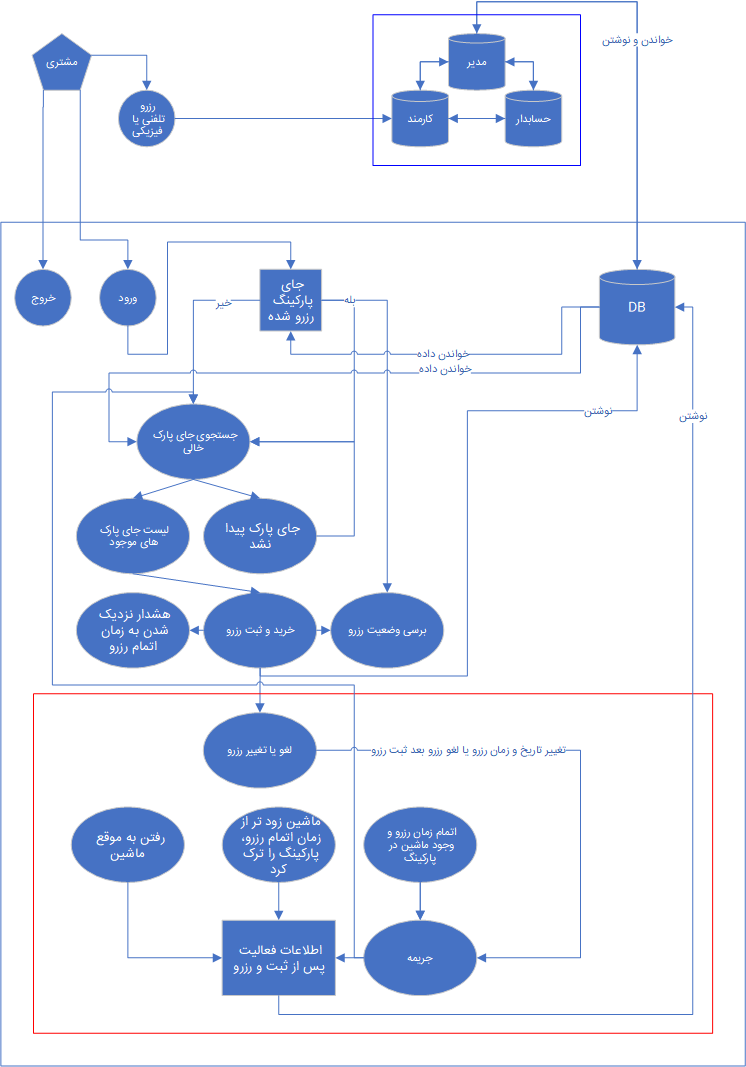 خواندن و نوشتن
مشتری
مدیر
رزرو
تلفنی یا
فیزیکی
کارمند
حسابدار
خروج
ورود
جای
پارکینگ
رزرو شده
خیر
بله
DB
خواندن داده
خواندن داده
نوشتن
نوشتن
جستجوی جای پارک
خالی
لیست جای پارک
های موجود
جای پارک پیدا
نشد
هشدار نزدیک
شدن به زمان
اتمام رزرو
خرید و ثبت رزرو
برسی وضعیت رزرو
لغو یا تغییر رزرو
تغییر تاریخ و زمان رزرو یا لغو رزرو بعد ثبت رزرو
رفتن به موقع
ماشین
ماشین زود تر از
زمان اتمام رزرو،
پارکینگ را ترک
کرد
اتمام زمان رزرو و
وجود ماشین در
پارکینگ
اطلاعات فعالیت
پس از ثبت و رزرو
جریمه